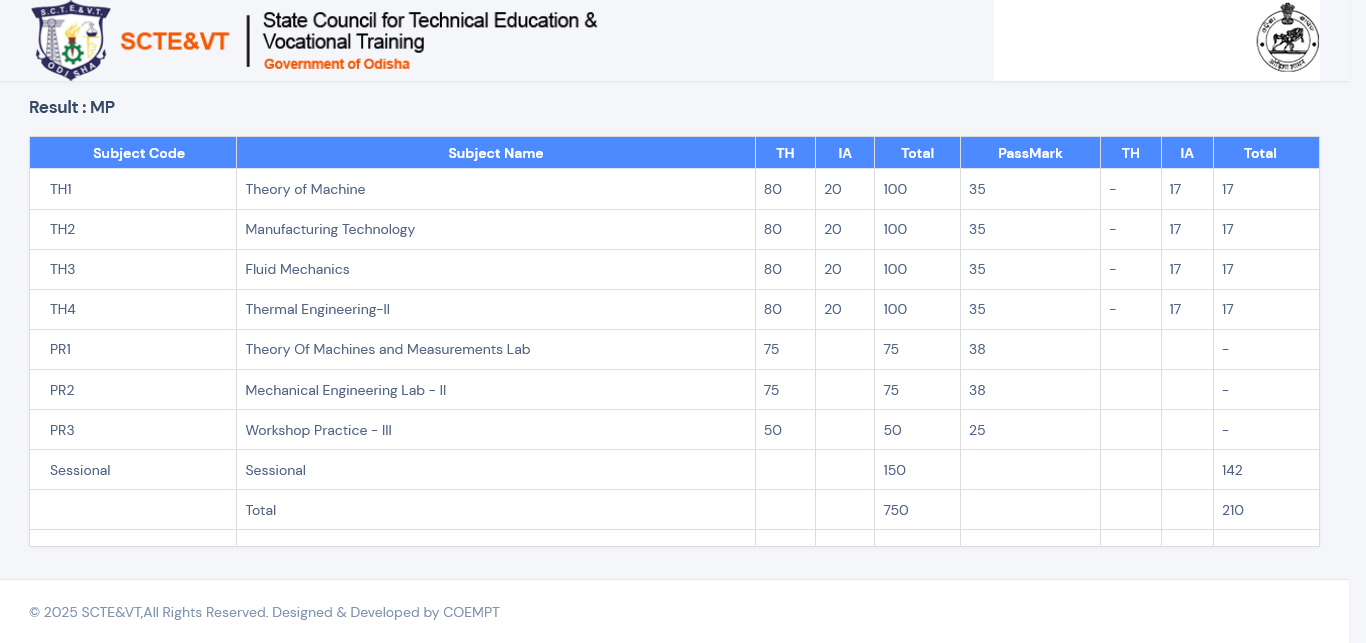 S.C.T.E.&V.T.
ODISHA
SCTE&VT
State Council for Technical Education &
Vocational Training
Government of Odisha
Result : MP
Subject Code Subject Name TH IA Total PassMark TH IA Total
TH1 Theory of Machine 80 20 100 35 - 17 17
TH2 Manufacturing Technology 80 20 100 35 - 17 17
TH3 Fluid Mechanics 80 20 100 35 - 17 17
TH4 Thermal Engineering-II 80 20 100 35 - 17 17
PR1 Theory Of Machines and Measurements Lab 75 75 38 -
PR2 Mechanical Engineering Lab - II 75 75 38 -
PR3 Workshop Practice - III 50 50 25 -
Sessional Sessional 150 142
Total 750 210
© 2025 SCTE&VT,All Rights Reserved. Designed & Developed by COEMPT